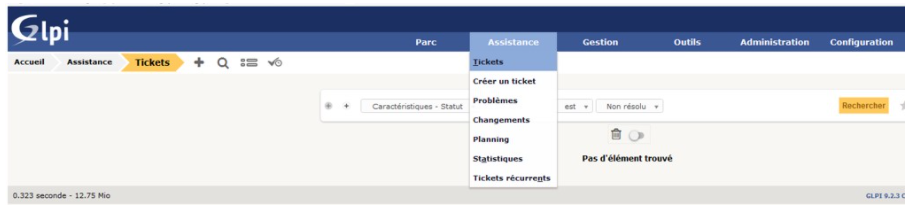 Glpi
Parc Assistance Gestion Outils Administration Configuration
Accueil Assistance Tickets
Tickets
Créer un ticket
Problèmes
Changements
Planning
Statistiques
Tickets récurrents
Caractéristiques - Statut est Non résolu Rechercher
Pas d'élément trouvé
0.323 seconde - 12.75 Mio
GLPI 9.2.3 C